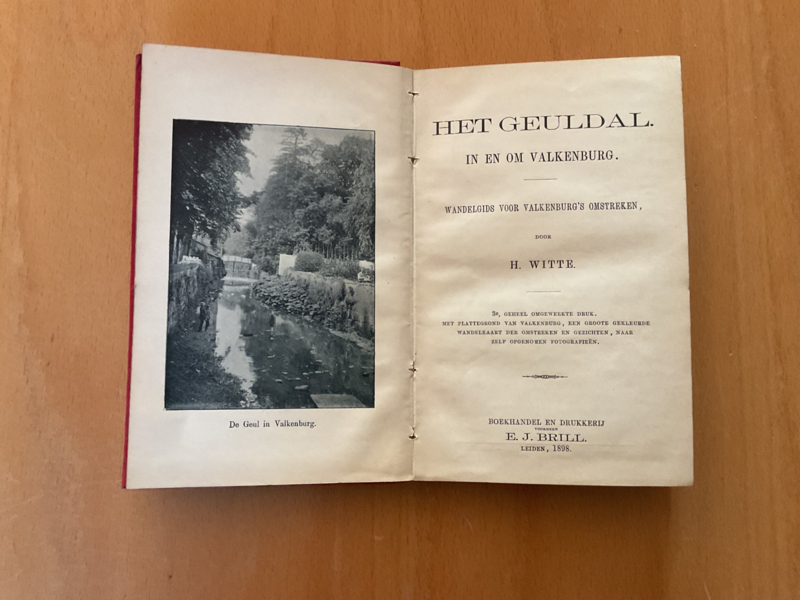 De Geul in Valkenburg.
HET GEULDAL.
IN EN OM VALKENBURG.
WANDELGIDS VOOR VALKENBURG'S OMSTREKEN,
DOOR
H. WITTE.
3e, GEHEEL OMGEWERKTE DRUK.
MET PLATTEGROND VAN VALKENBURG, EEN GROOTE GEKLEURDE
WANDELKAART DER OMSTREKEN EN GEZICHTEN, NAAR
ZELF OPGENOMEN FOTOGRAFIEËN.
BOEKHANDEL EN DRUKKERIJ
VOORHEEN
E. J. BRILL.
LEIDEN, 1898.